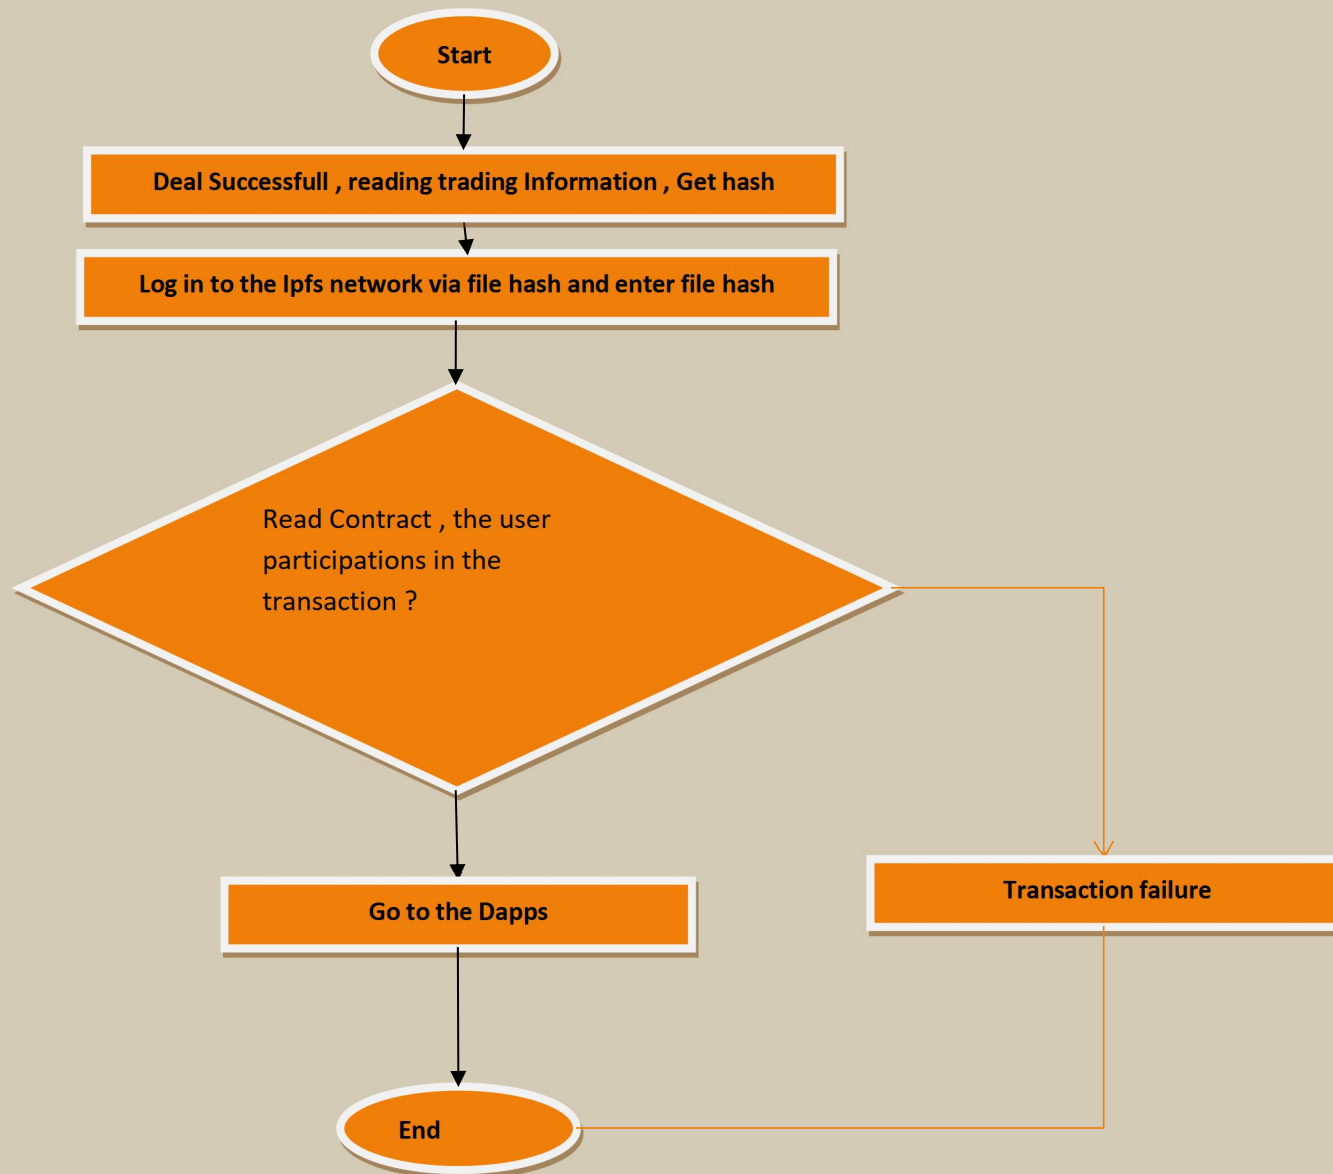 Start
Deal Successfull , reading trading Information , Get hash
Log in to the Ipfs network via file hash and enter file hash
Read Contract , the user
participations in the
transaction ?
Go to the Dapps
Transaction failure
End